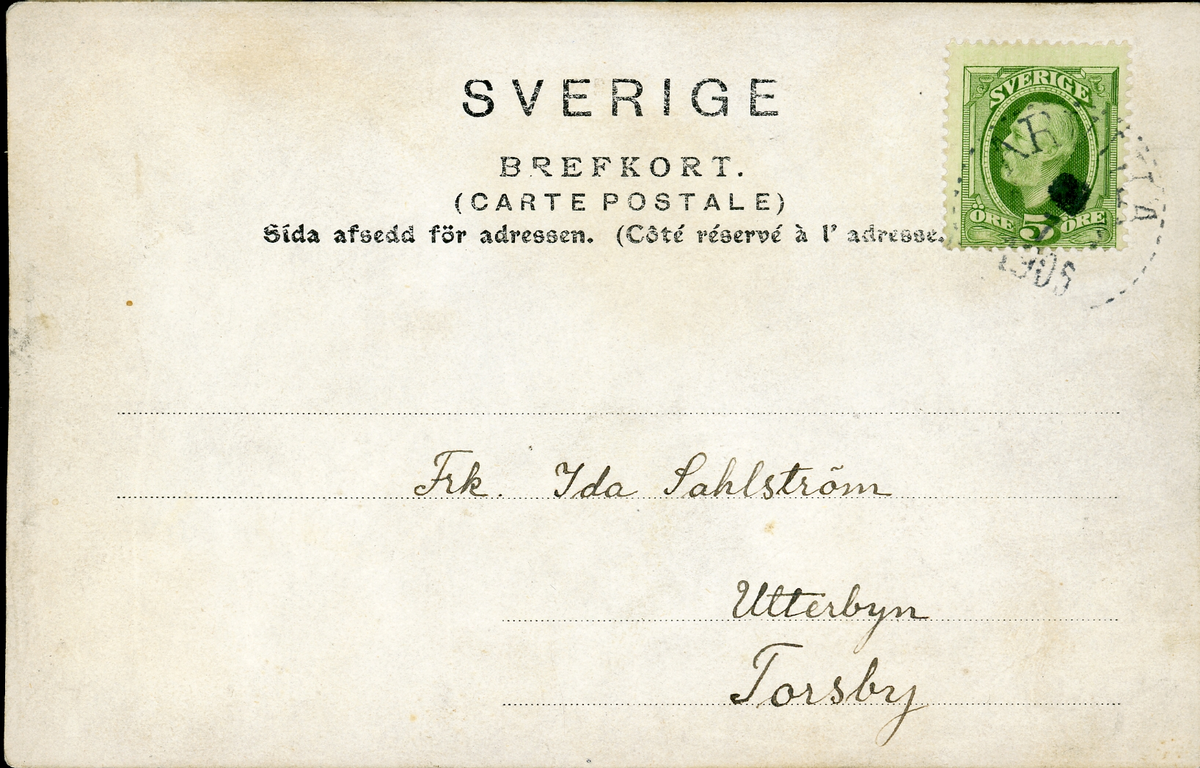 SVERIGE
BREFKORT.
(CARTE POSTALE)
Sida afsedd för adressen. (Côté réservé à l' adresse.
SVERIGE
ÖRE 5 ÖRE
1906
Frk. Ida Sahlström
Utterbyn
Torsby